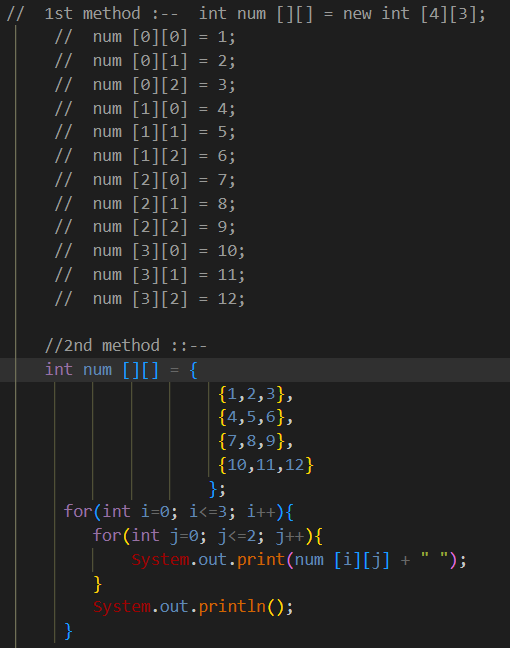 //  1st method :--  int num [][] = new int [4][3];
//  num [0][0] = 1;
//  num [0][1] = 2;
//  num [0][2] = 3;
//  num [1][0] = 4;
//  num [1][1] = 5;
//  num [1][2] = 6;
//  num [2][0] = 7;
//  num [2][1] = 8;
//  num [2][2] = 9;
//  num [3][0] = 10;
//  num [3][1] = 11;
//  num [3][2] = 12;
//2nd method ::--
int num [][] = {
{1,2,3},
{4,5,6},
{7,8,9},
{10,11,12}
};
for(int i=0; i<=3; i++){
for(int j=0; j<=2; j++){
System.out.print(num [i][j] + " ");
}
System.out.println();
}